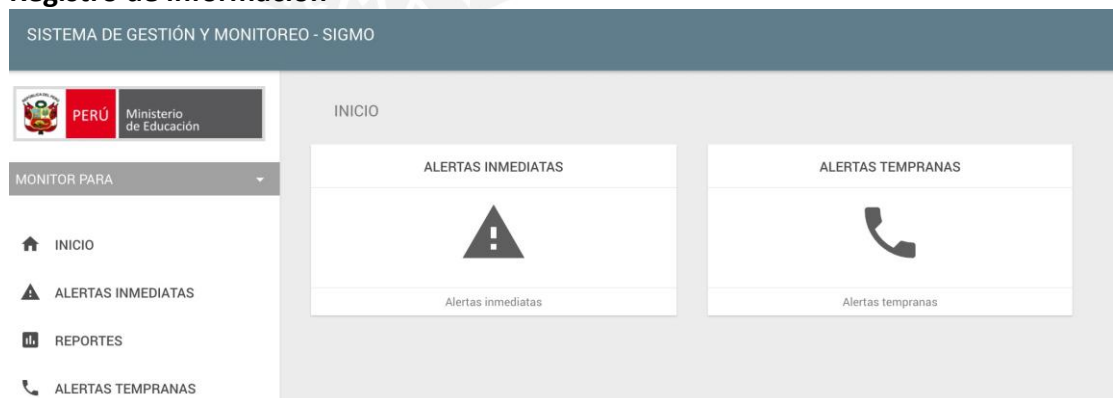 Registro de Información
SISTEMA DE GESTIÓN Y MONITOREO - SIGMO
PERÚ
Ministerio
de Educación
MONITOR PARA
INICIO
ALERTAS INMEDIATAS
REPORTES
ALERTAS TEMPRANAS
INICIO
ALERTAS INMEDIATAS
Alertas inmediatas
ALERTAS TEMPRANAS
Alertas tempranas